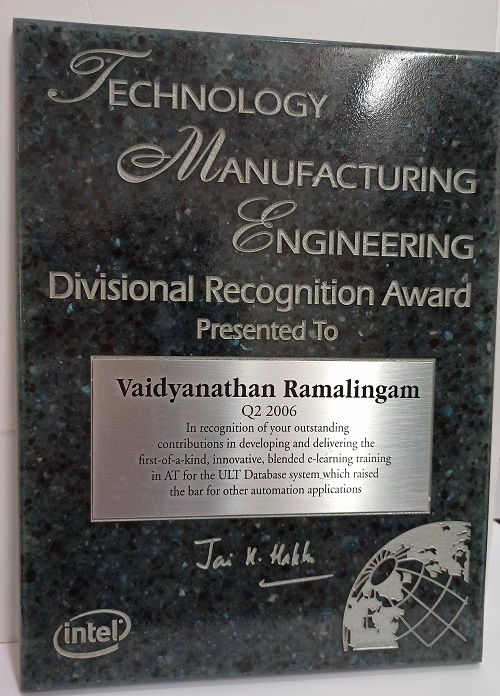 TECHNOLOGY
MANUFACTURING
ENGINEERING
Divisional Recognition Award
Presented To
Vaidyanathan Ramalingam
Q2 2006
In recognition of your outstanding
contributions in developing and delivering the
first-of-a-kind, innovative, blended e-learning training
in AT for the ULT Database system which raised
the bar for other automation applications
Jai K. Hakhu
intel